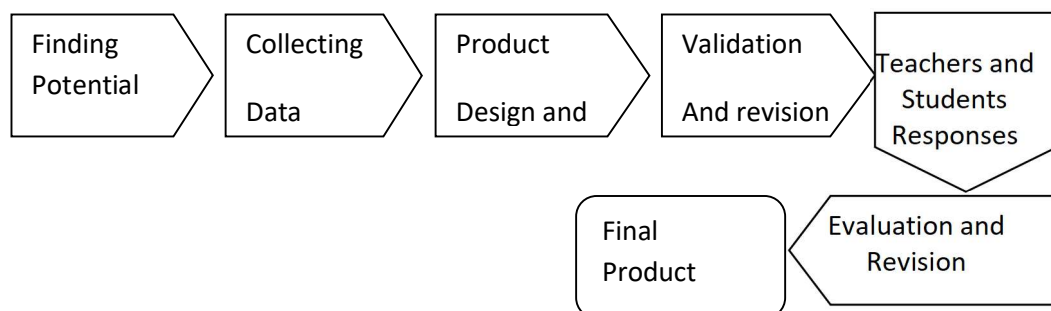 Finding
Potential
Collecting
Data
Product
Design and
Validation
And revision
Teachers and
Students
Responses
Evaluation and
Revision
Final
Product